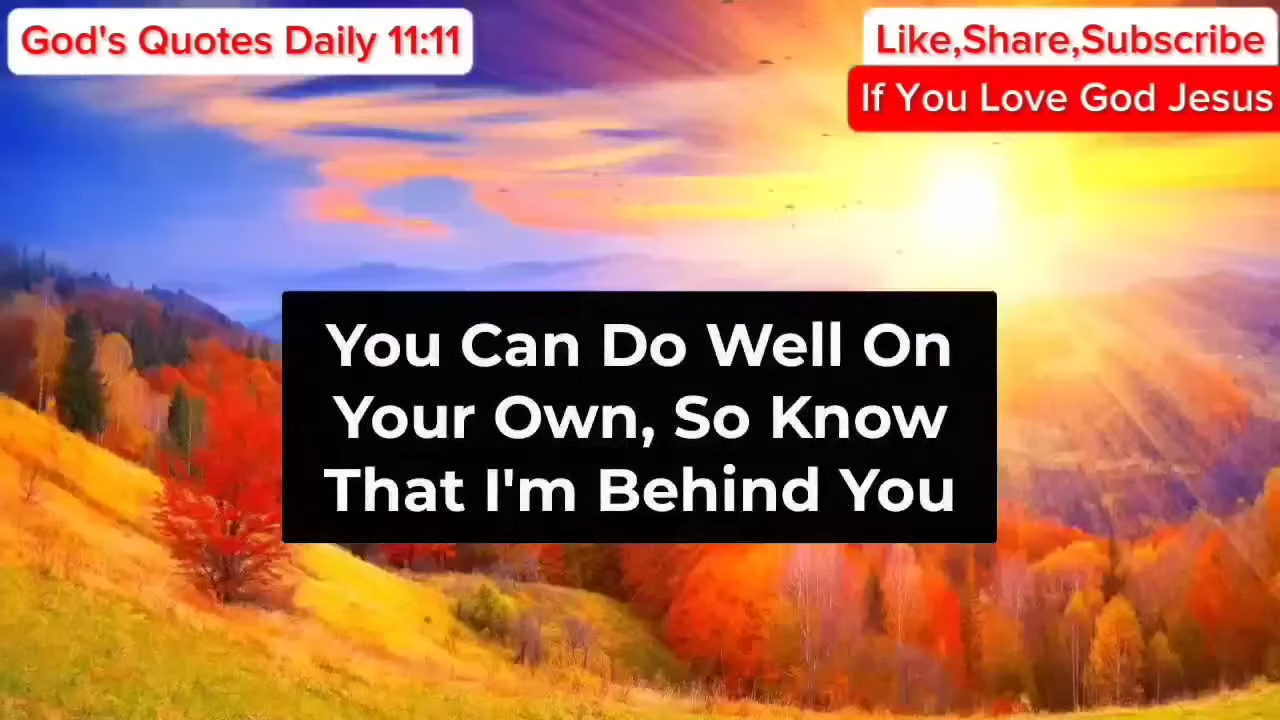 God's Quotes Daily 11:11
Like,Share,Subscribe
If You Love God Jesus
You Can Do Well On
Your Own, So Know
That I'm Behind You